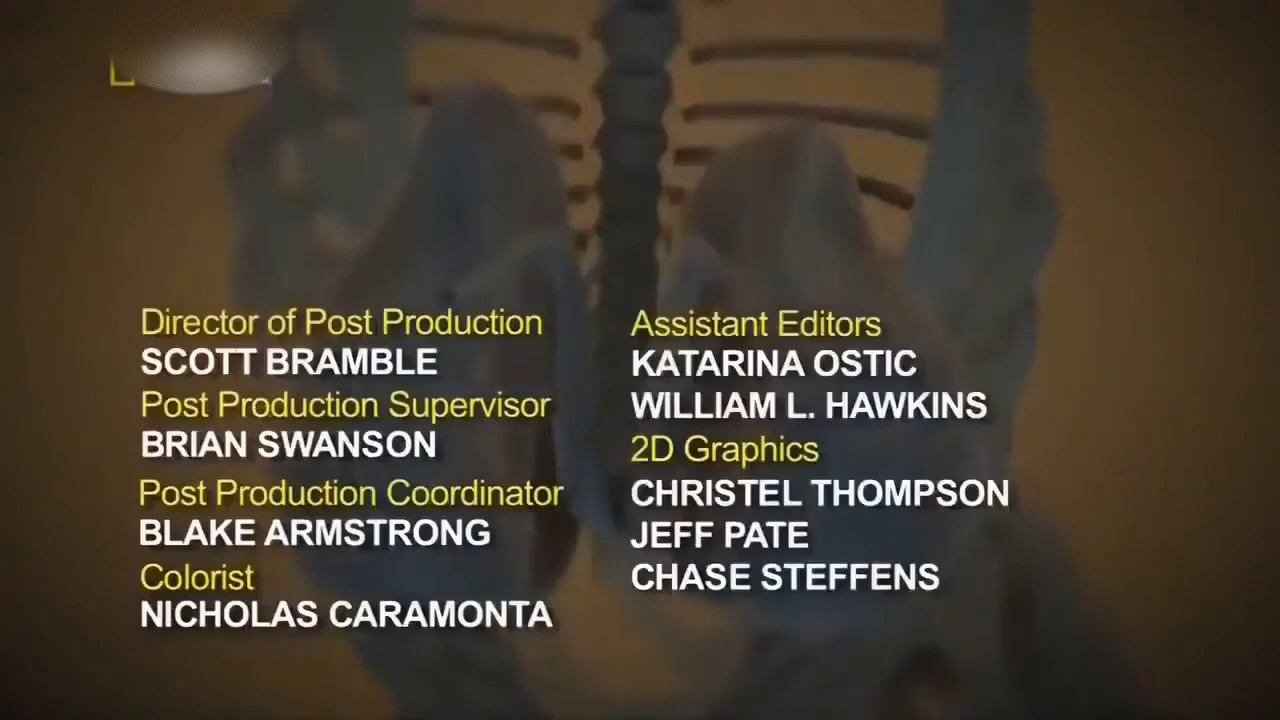 Director of Post Production
SCOTT BRAMBLE
Post Production Supervisor
BRIAN SWANSON
Post Production Coordinator
BLAKE ARMSTRONG
Colorist
NICHOLAS CARAMONTA
Assistant Editors
KATARINA OSTIC
WILLIAM L. HAWKINS
2D Graphics
CHRISTEL THOMPSON
JEFF PATE
CHASE STEFFENS